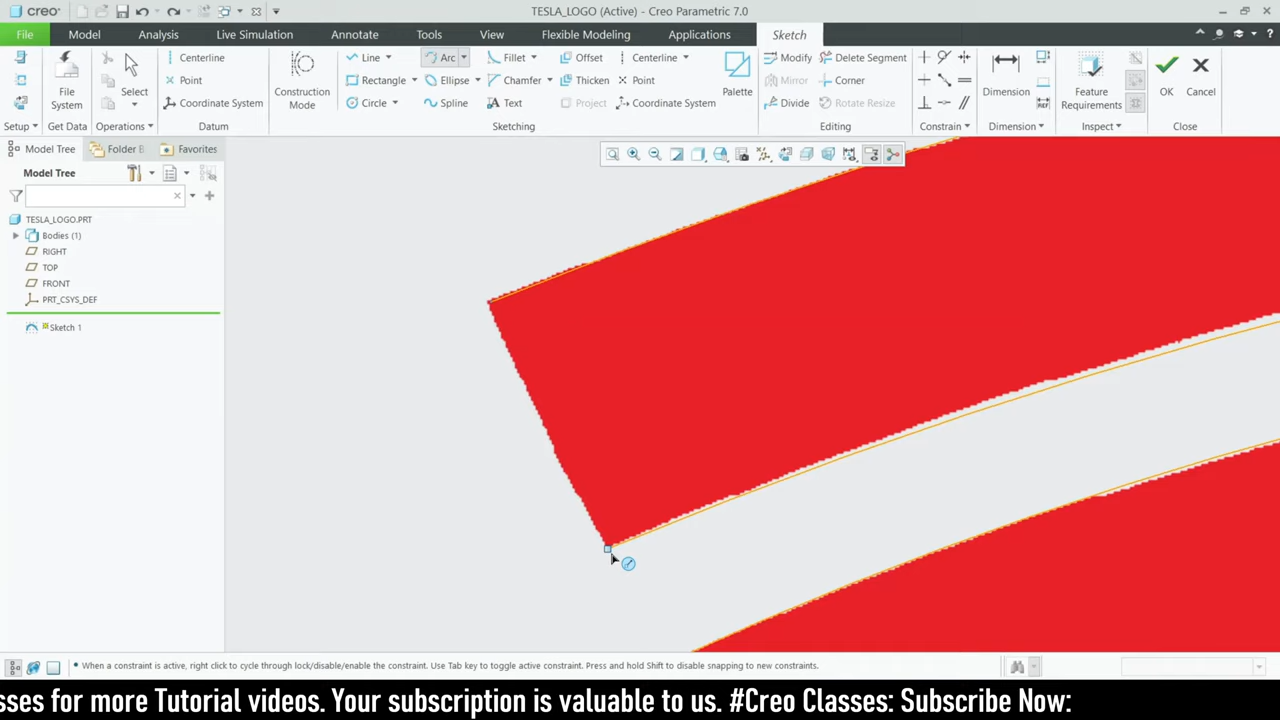 creo
TESLA_LOGO (Active) - Creo Parametric 7.0
File Model Analysis Live Simulation Annotate Tools View Flexible Modeling Applications Sketch
Setup
File System
Get Data
Select
Operations
Centerline
Point
Coordinate System
Datum
Construction Mode
Line Arc Fillet Offset Centerline
Rectangle Ellipse Chamfer Thicken Point
Circle Spline Text Project Coordinate System
Palette
Sketching
Modify Delete Segment
Mirror Corner
Divide Rotate Resize
Editing
Constrain
Dimension
Dimension
Feature Requirements
Inspect
OK
Cancel
Close
Model Tree Folder B Favorites
Model Tree
TESLA_LOGO.PRT
Bodies (1)
RIGHT
TOP
FRONT
PRT_CSYS_DEF
Sketch 1
When a constraint is active, right click to cycle through lock/disable/enable the constraint. Use Tab key to toggle active constraint. Press and hold Shift to disable snapping to new constraints.
sses for more Tutorial videos. Your subscription is valuable to us. #Creo Classes: Subscribe Now: